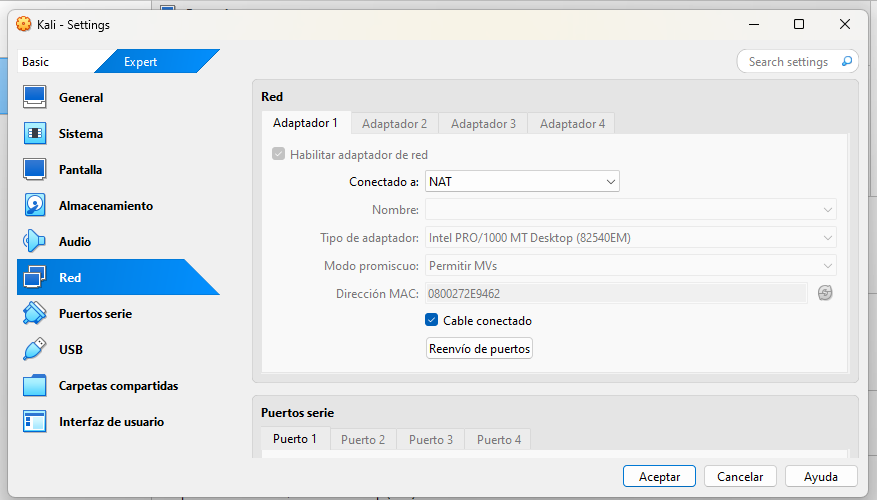 Kali - Settings
Basic Expert Search settings
General
Sistema
Pantalla
Almacenamiento
Audio
Red
Puertos serie
USB
Carpetas compartidas
Interfaz de usuario
Red
Adaptador 1 Adaptador 2 Adaptador 3 Adaptador 4
Habilitar adaptador de red
Conectado a: NAT
Nombre:
Tipo de adaptador: Intel PRO/1000 MT Desktop (82540EM)
Modo promiscuo: Permitir MVs
Dirección MAC: 0800272E9462
Cable conectado
Reenvío de puertos
Puertos serie
Puerto 1 Puerto 2 Puerto 3 Puerto 4
Aceptar Cancelar Ayuda